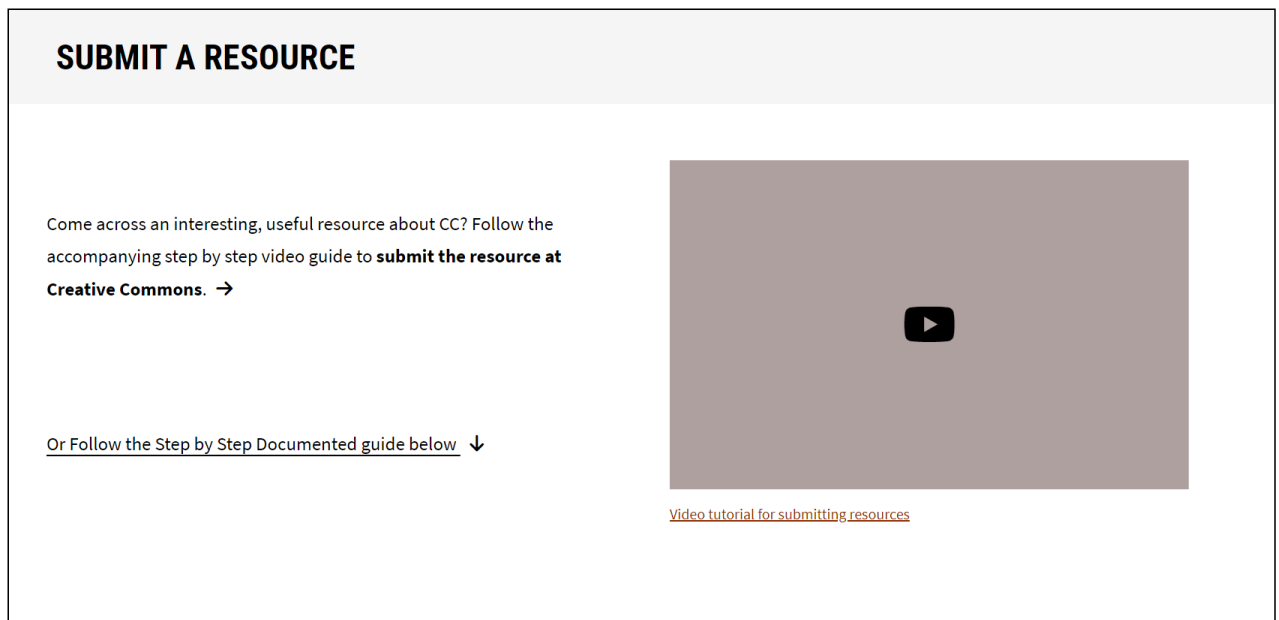 SUBMIT A RESOURCE
Come across an interesting, useful resource about CC? Follow the
accompanying step by step video guide to submit the resource at
Creative Commons. →
Or Follow the Step by Step Documented guide below ↓
Video tutorial for submitting resources